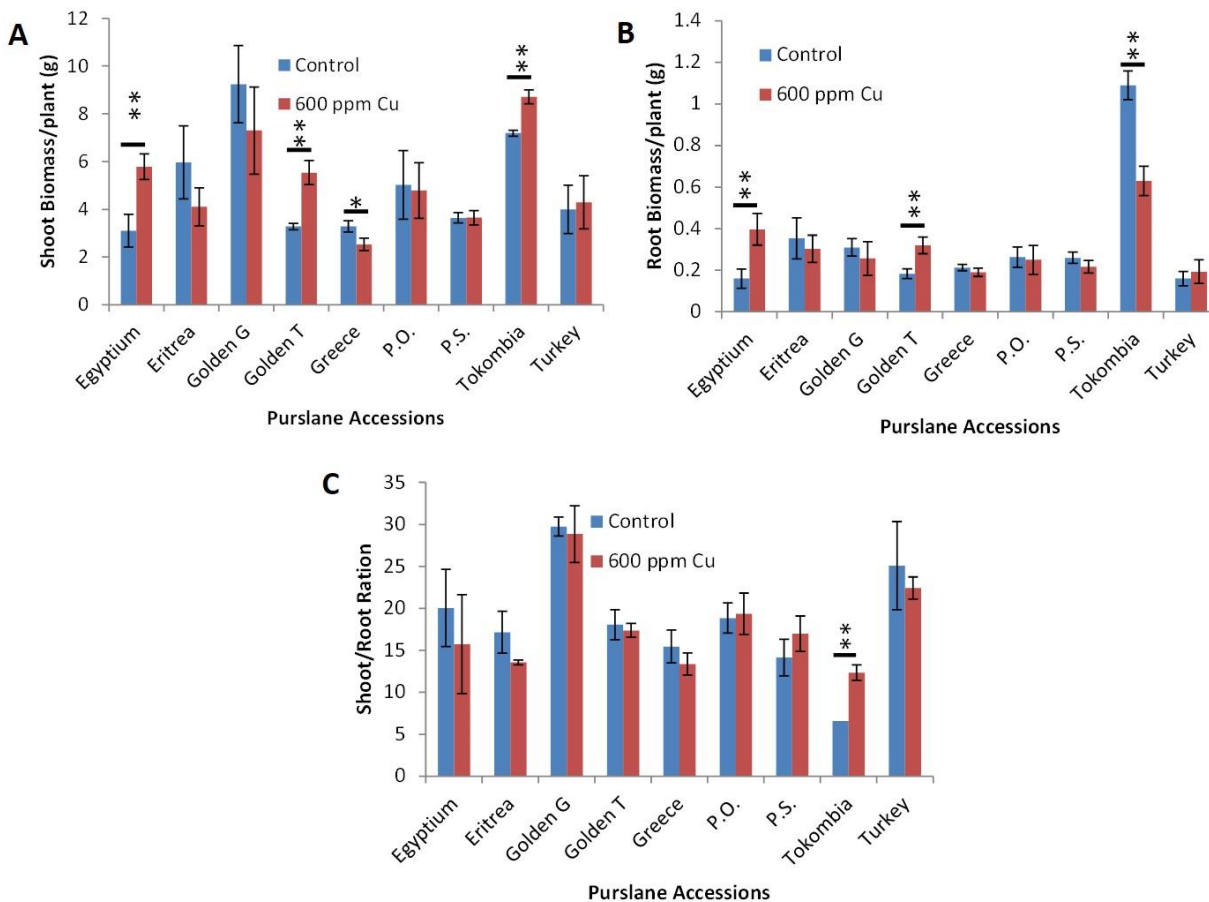 A
Shoot Biomass/plant (g)
12
10
8
6
4
2
0
Control
600 ppm Cu
**
**
*
**
Egyptium
Eritrea
Golden G
Golden T
Greece
P.O.
P.S.
Tokombia
Turkey
Purslane Accessions
B
Root Biomass/plant (g)
1.4
1.2
1
0.8
0.6
0.4
0.2
0
Control
600 ppm Cu
**
**
**
Egyptium
Eritrea
Golden G
Golden T
Greece
P.O.
P.S.
Tokombia
Turkey
Purslane Accessions
C
Shoot/Root Ration
35
30
25
20
15
10
5
0
Control
600 ppm Cu
**
Egyptium
Eritrea
Golden G
Golden T
Greece
P.O.
P.S.
Tokombia
Turkey
Purslane Accessions